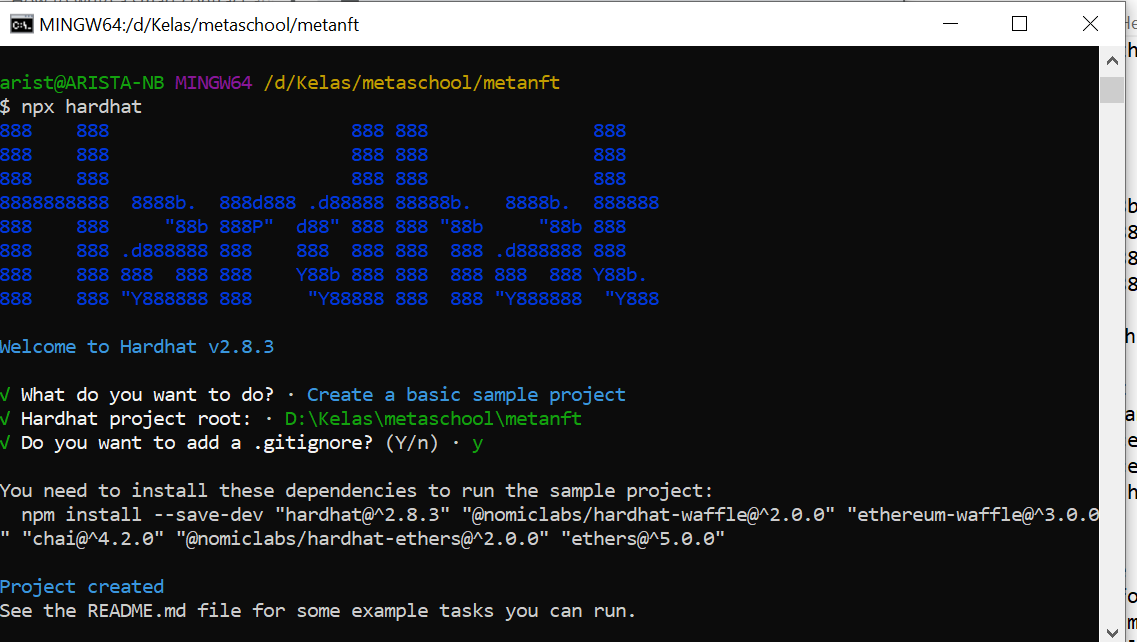 MINGW64:/d/Kelas/metaschool/metanft
arist@ARISTA-NB MINGW64 /d/Kelas/metaschool/metanft
$ npx hardhat
888    888                      888 888               888
888    888                      888 888               888
888    888                      888 888               888
8888888888  8888b.  888d888 .d88888 88888b.   8888b.  888888
888    888     "88b 888P"  d88" 888 888 "88b     "88b 888
888    888 .d888888 888    888  888 888  888 .d888888 888
888    888 888  888 888    Y88b 888 888  888 888  888 Y88b.
888    888 "Y888888 888     "Y88888 888  888 "Y888888  "Y888
Welcome to Hardhat v2.8.3
√ What do you want to do? · Create a basic sample project
√ Hardhat project root: · D:\Kelas\metaschool\metanft
√ Do you want to add a .gitignore? (Y/n) · y
You need to install these dependencies to run the sample project:
  npm install --save-dev "hardhat@^2.8.3" "@nomiclabs/hardhat-waffle@^2.0.0" "ethereum-waffle@^3.0.0
" "chai@^4.2.0" "@nomiclabs/hardhat-ethers@^2.0.0" "ethers@^5.0.0"
Project created
See the README.md file for some example tasks you can run.